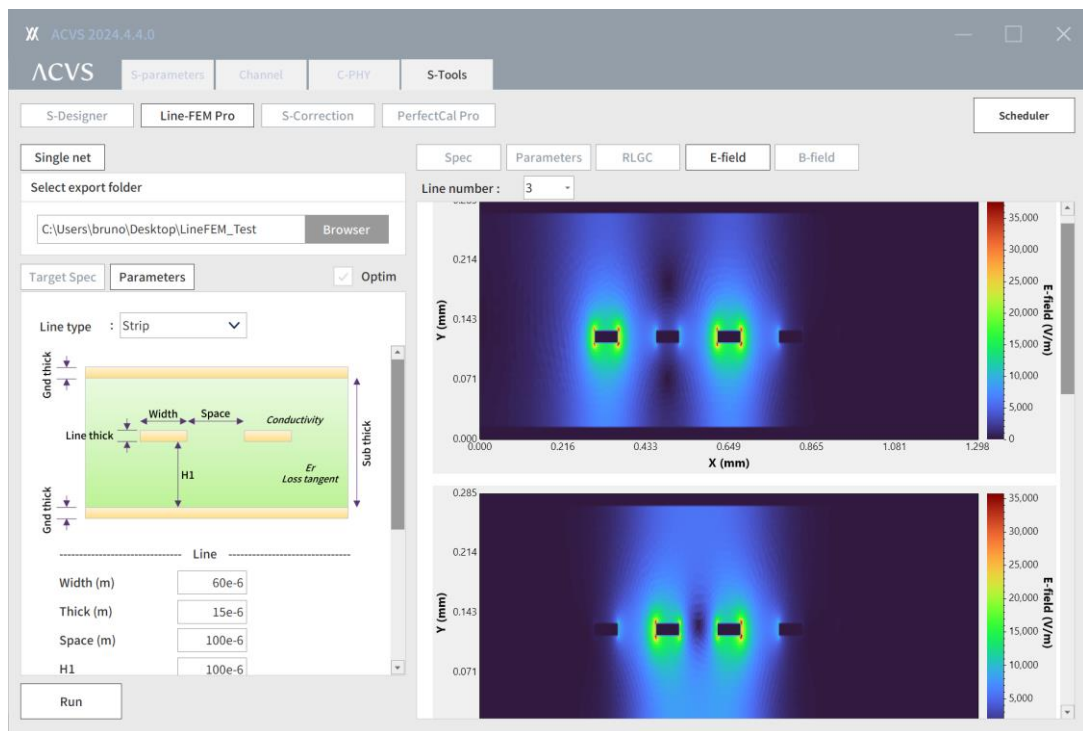 ACVS 2024.4.4.0
ACVS
S-parameters
Channel
C-PHY
S-Tools
S-Designer
Line-FEM Pro
S-Correction
PerfectCal Pro
Scheduler
Single net
Select export folder
C:\Users\bruno\Desktop\LineFEM_Test
Browser
Target Spec
Parameters
Optim
Line type : Strip
Gnd thick
Width
Space
Conductivity
Line thick
H1
Er
Loss tangent
Sub thick
Gnd thick
Line
Width (m) 60e-6
Thick (m) 15e-6
Space (m) 100e-6
H1 100e-6
Run
Spec
Parameters
RLGC
E-field
B-field
Line number : 3
0.214
0.143
0.071
0.000
Y (mm)
0.000 0.216 0.433 0.649 0.865 1.081 1.298
X (mm)
35,000
30,000
25,000
20,000
15,000
10,000
5,000
0
E-field (V/m)
0.285
0.214
0.143
0.071
Y (mm)
35,000
30,000
25,000
20,000
15,000
10,000
5,000
E-field (V/m)